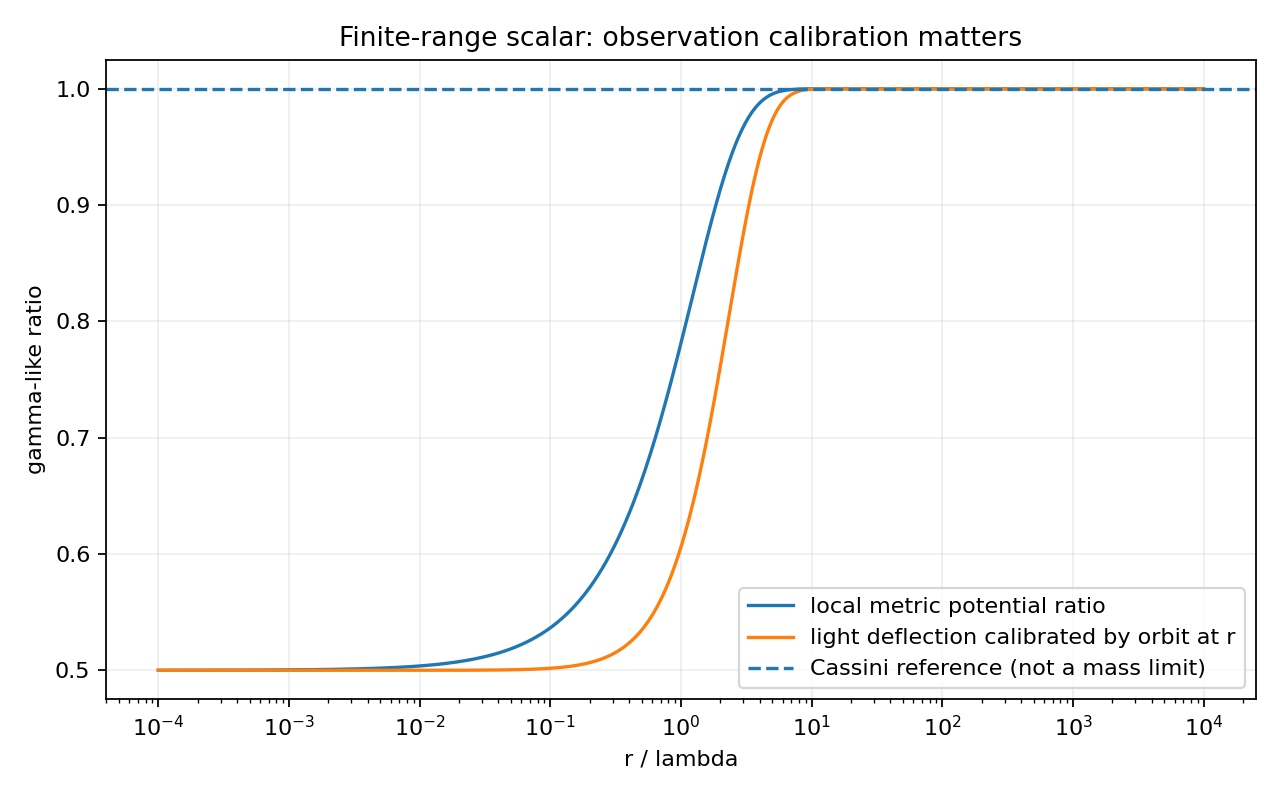 Finite-range scalar: observation calibration matters
gamma-like ratio
1.0
0.9
0.8
0.7
0.6
0.5
local metric potential ratio
light deflection calibrated by orbit at r
Cassini reference (not a mass limit)
10⁻⁴
10⁻³
10⁻²
10⁻¹
10⁰
10¹
10²
10³
10⁴
r / lambda